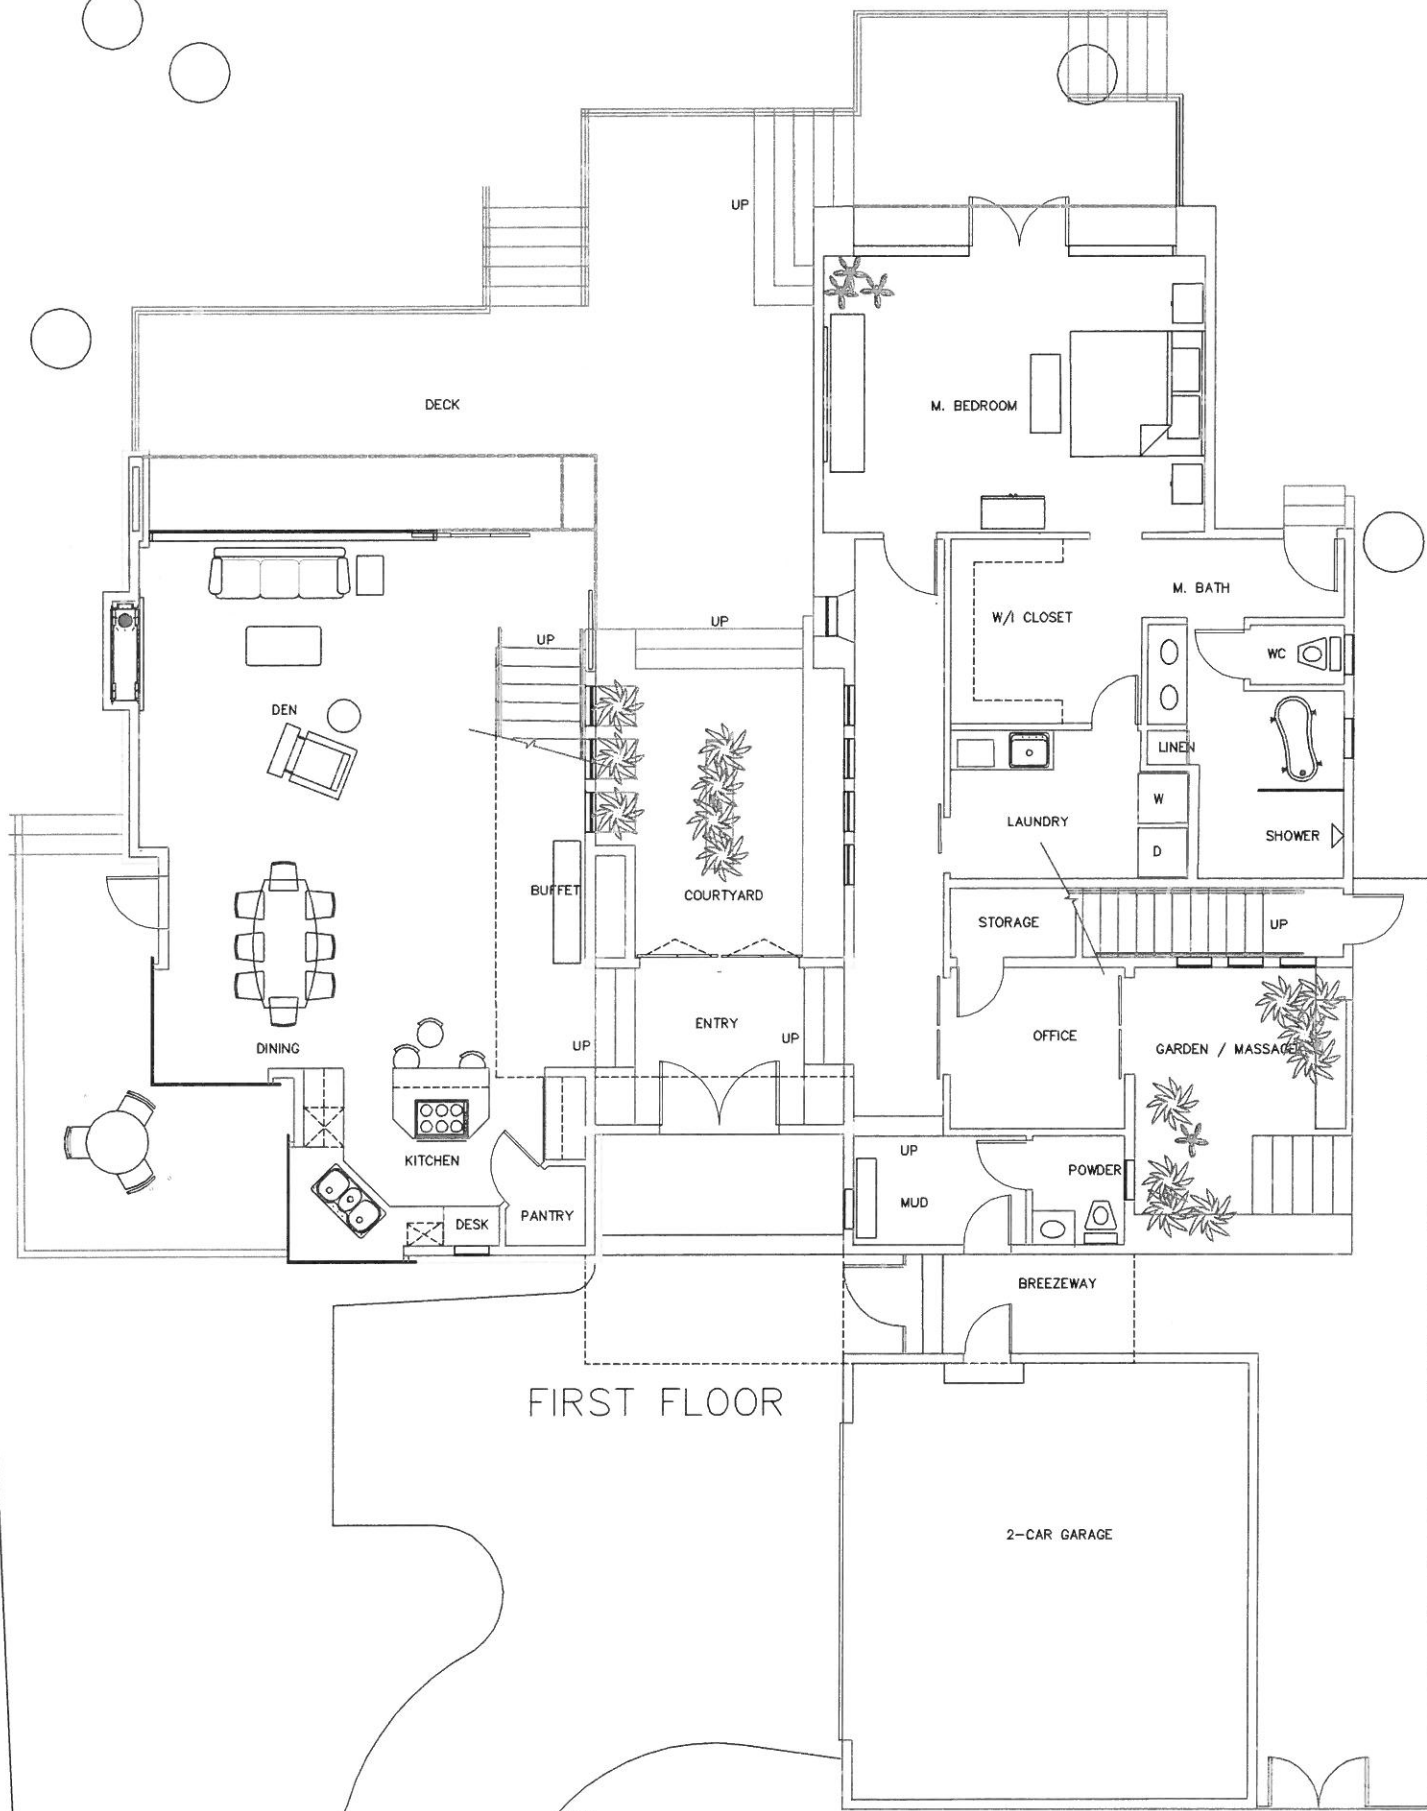 UP
DECK
M. BEDROOM
M. BATH
W/I CLOSET
UP
UP
WC
DEN
LINEN
W
LAUNDRY
SHOWER
D
BUFFET
COURTYARD
STORAGE
UP
ENTRY
UP
UP
OFFICE
DINING
GARDEN / MASSAGE
UP
KITCHEN
POWDER
MUD
PANTRY
DESK
BREEZEWAY
FIRST FLOOR
2-CAR GARAGE